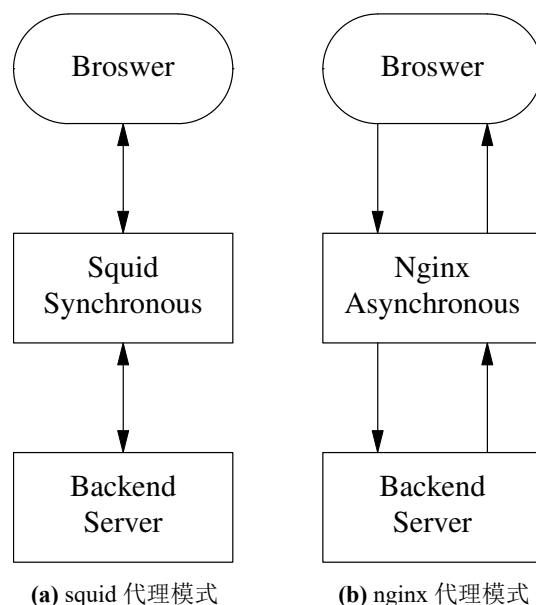 Broswer
Squid
Synchronous
Backend
Server
(a) squid 代理模式
Broswer
Nginx
Asynchronous
Backend
Server
(b) nginx 代理模式